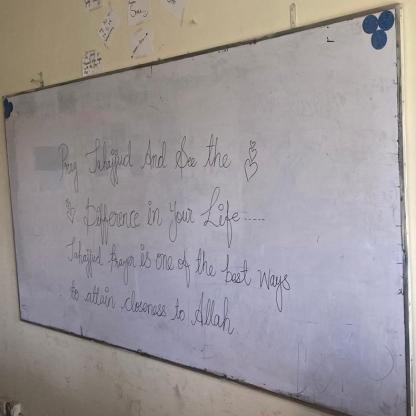 Pray Tahajjud And See the
Difference in Your Life.....
Tahajjud Prayer is one of the best ways
to attain closeness to Allah